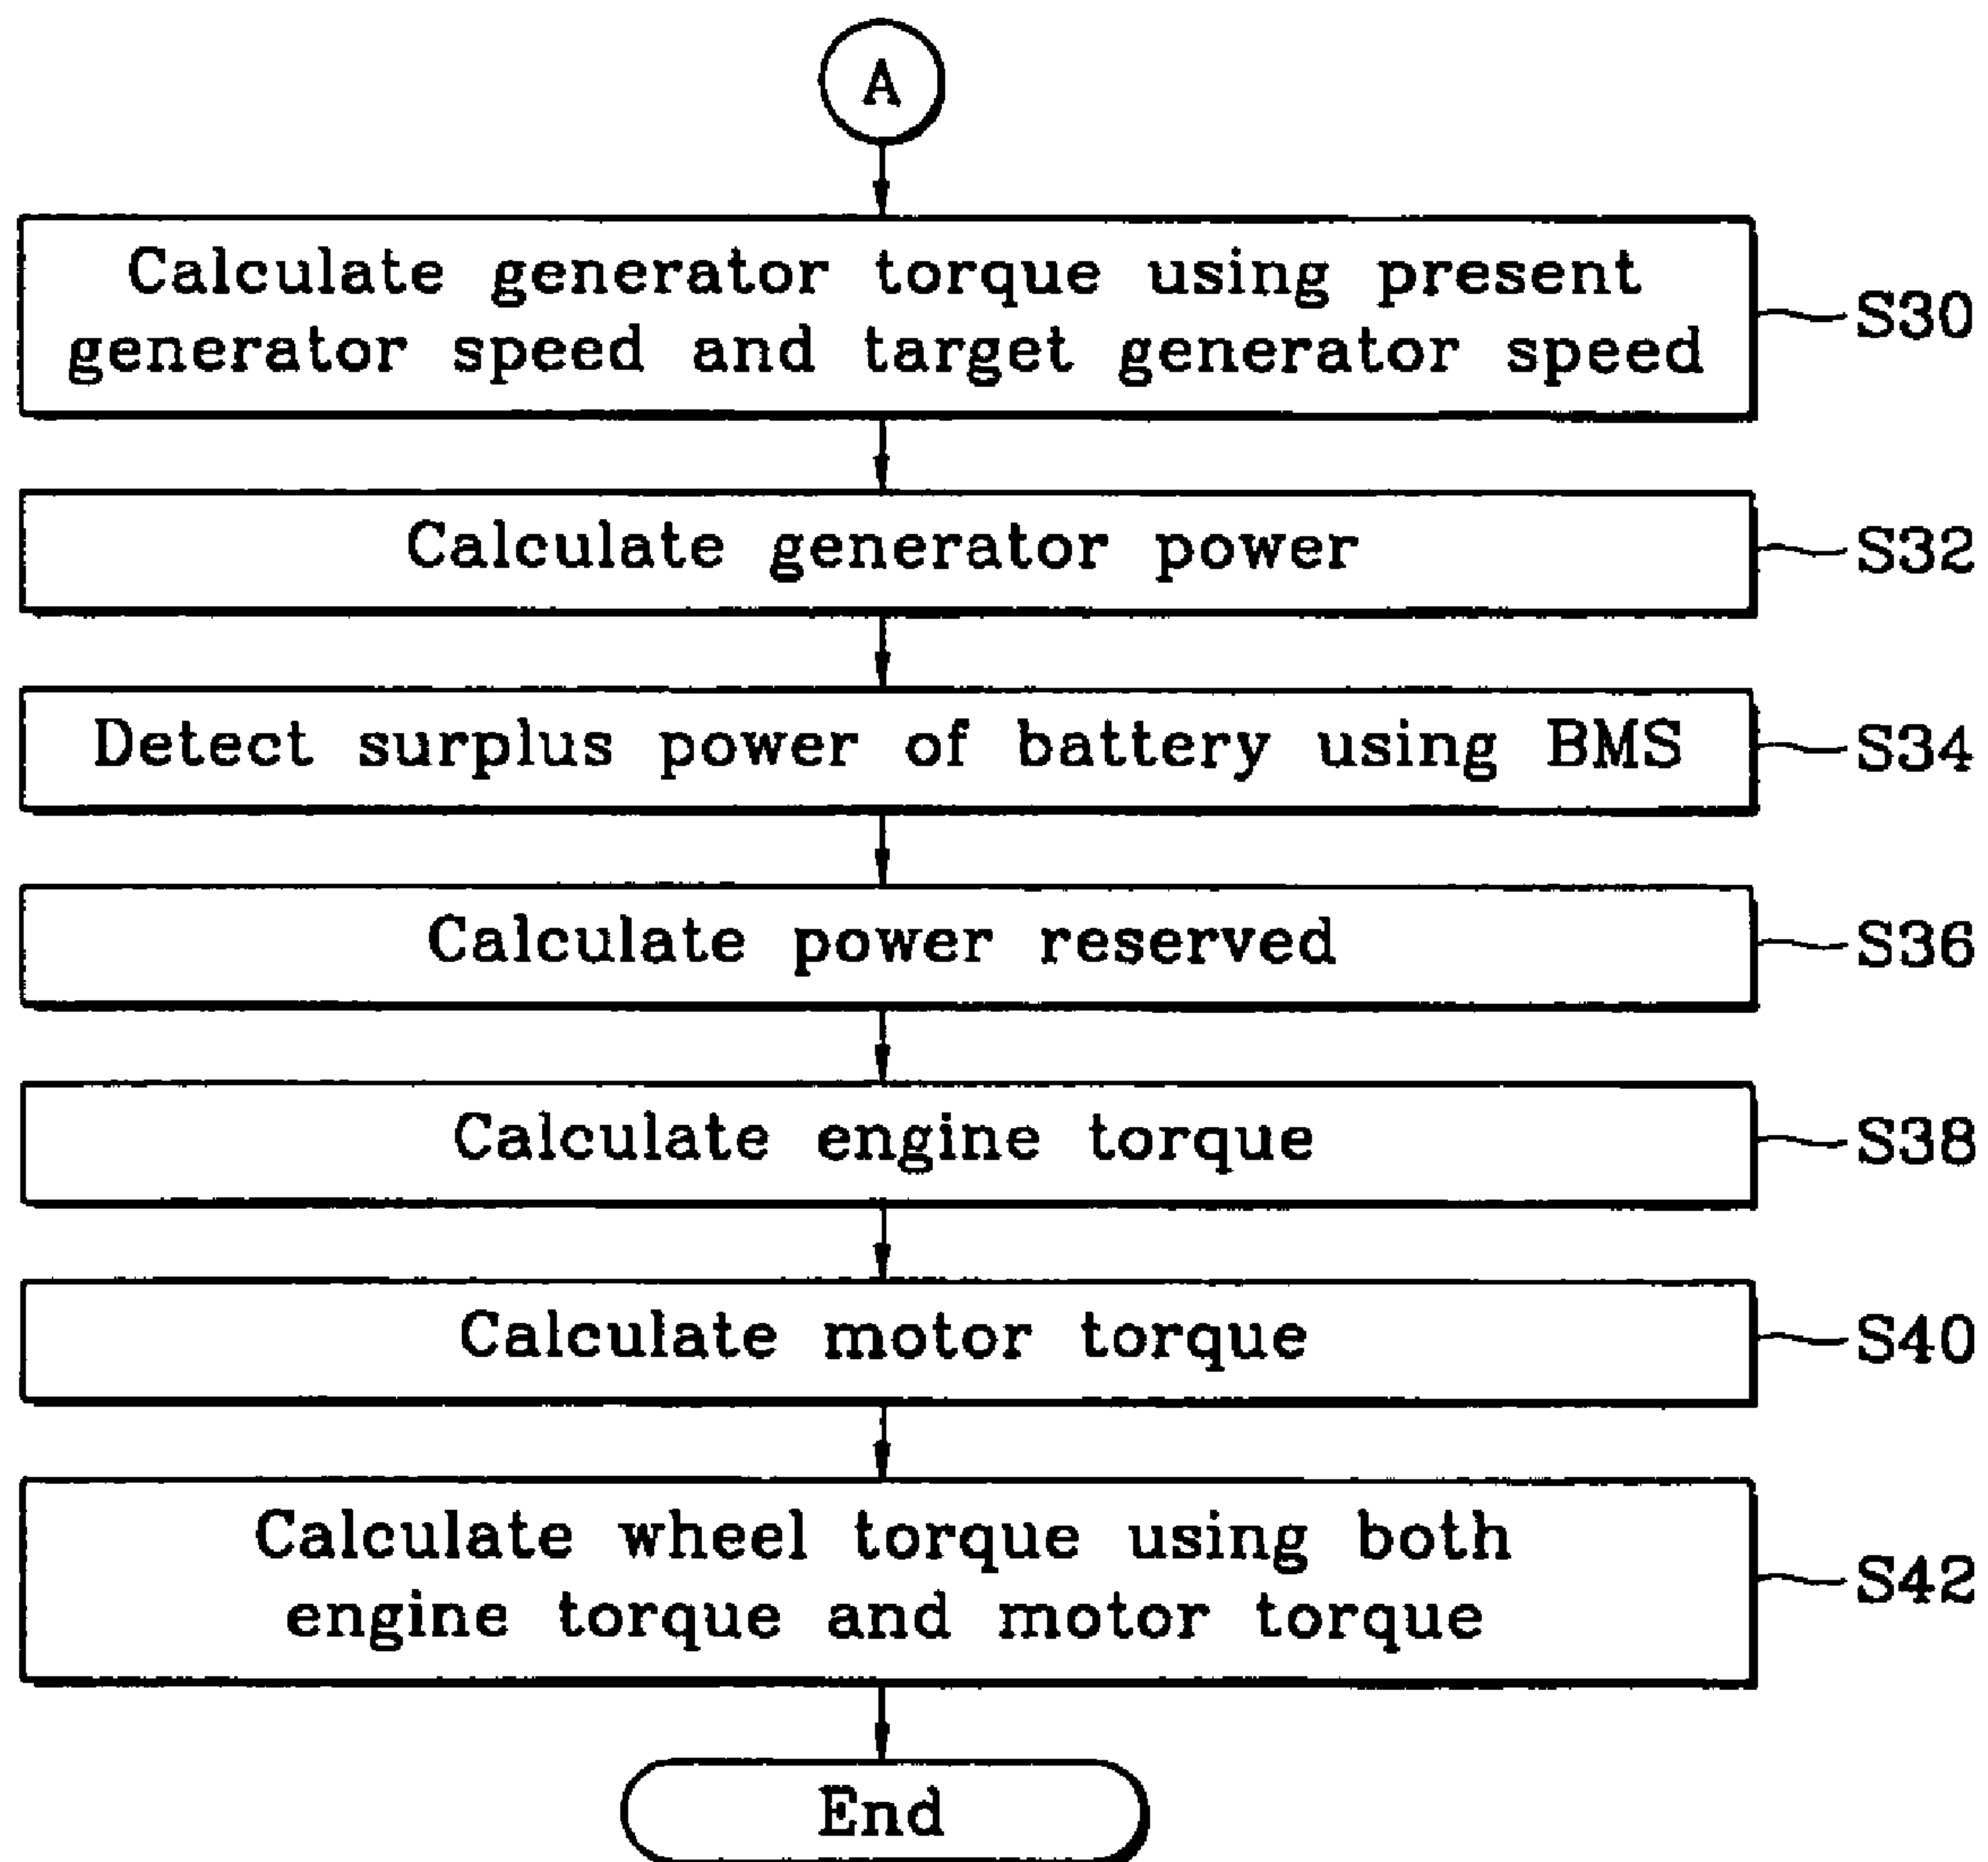 A
Calculate generator torque using present
generator speed and target generator speed
S30
Calculate generator power
S32
Detect surplus power of battery using BMS
S34
Calculate power reserved
S36
Calculate engine torque
S38
Calculate motor torque
S40
Calculate wheel torque using both
engine torque and motor torque
S42
End